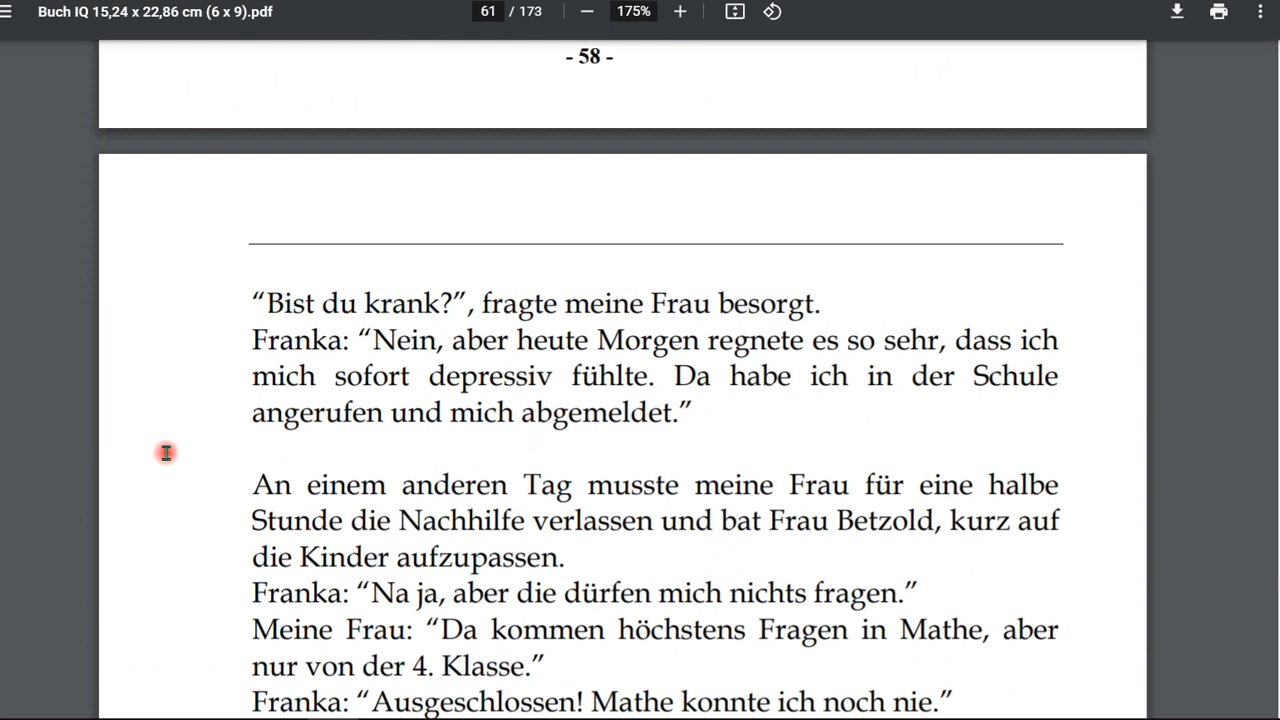 Buch IQ 15,24 x 22,86 cm (6 x 9).pdf
61 / 173
175%
- 58 -
“Bist du krank?”, fragte meine Frau besorgt.
Franka: “Nein, aber heute Morgen regnete es so sehr, dass ich
mich sofort depressiv fühlte. Da habe ich in der Schule
angerufen und mich abgemeldet.”
An einem anderen Tag musste meine Frau für eine halbe
Stunde die Nachhilfe verlassen und bat Frau Betzold, kurz auf
die Kinder aufzupassen.
Franka: “Na ja, aber die dürfen mich nichts fragen.”
Meine Frau: “Da kommen höchstens Fragen in Mathe, aber
nur von der 4. Klasse.”
Franka: “Ausgeschlossen! Mathe konnte ich noch nie.”